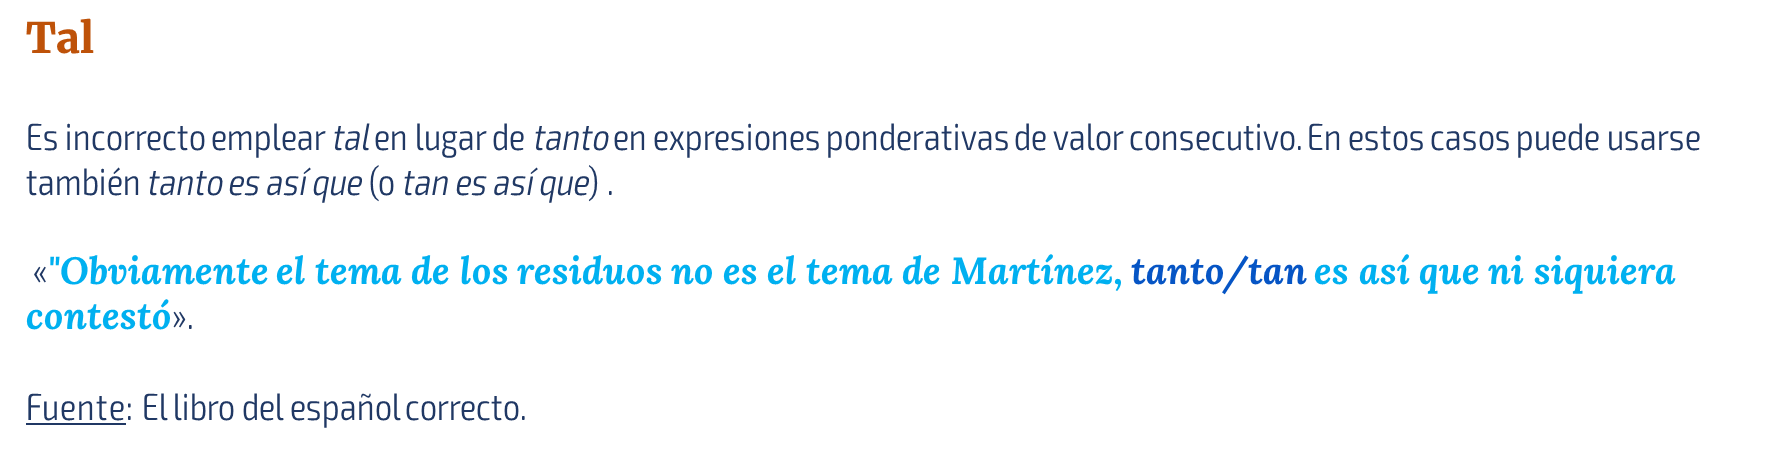 Tal
Es incorrecto emplear tal en lugar de tanto en expresiones ponderativas de valor consecutivo. En estos casos puede usarse
también tanto es así que (o tan es así que) .
«"Obviamente el tema de los residuos no es el tema de Martínez, tanto/tan es así que ni siquiera
contestó».
Fuente: El libro del español correcto.